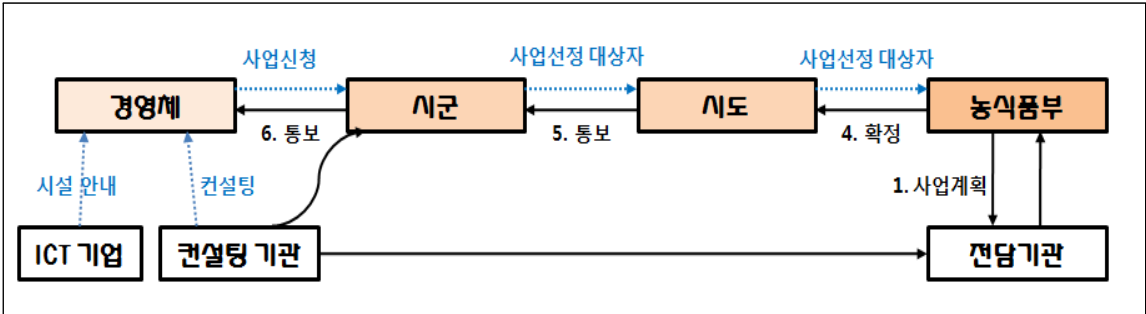 사업신청
사업선정 대상자
사업선정 대상자
경영체
시군
시도
농식품부
6. 통보
5. 통보
4. 확정
시설 안내
컨설팅
1. 사업계획
ICT 기업
컨설팅 기관
전담기관